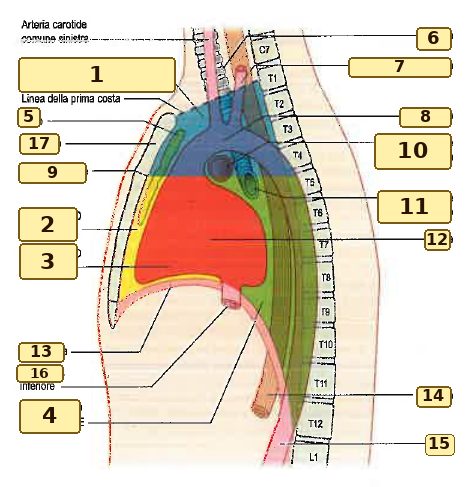 Arteria carotide
comune sinistra
6
C7
1
7
T1
Linea della prima costa
T2
5
8
T3
17
10
T4
9
T5
11
2
T6
12
T7
3
T8
T9
13
T10
16
inferiore
T11
14
4
T12
15
L1